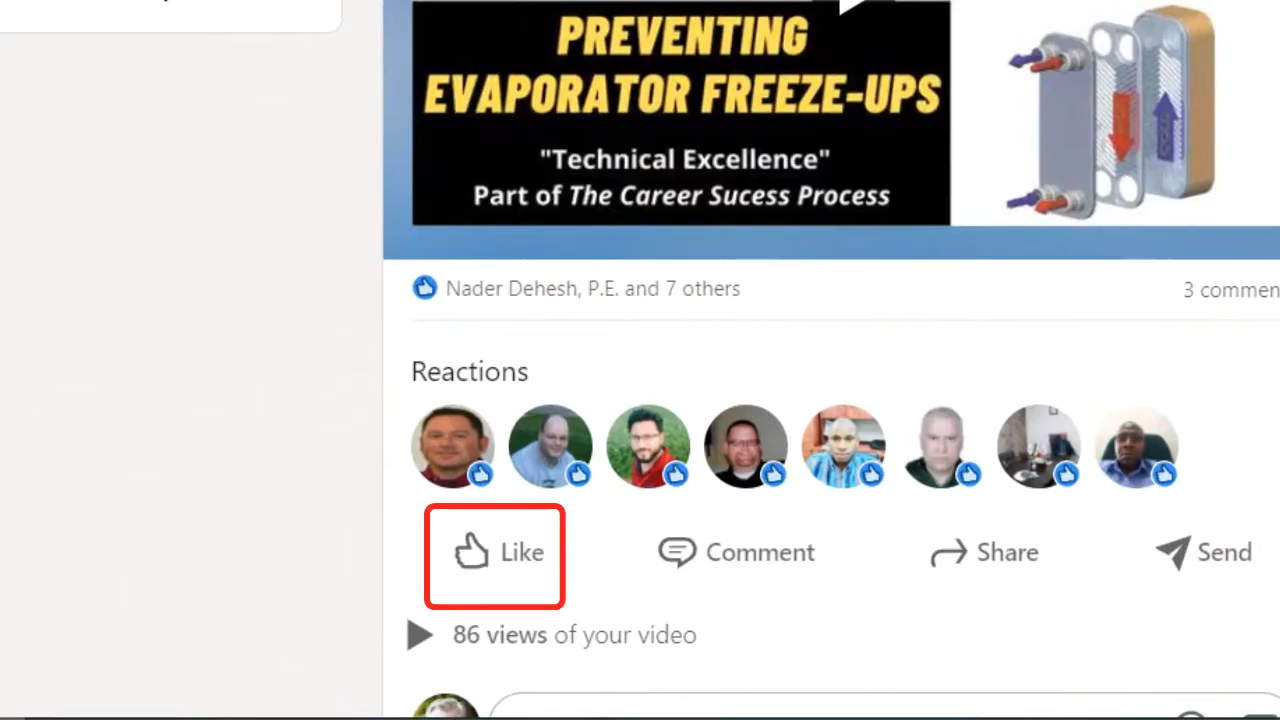 PREVENTING
EVAPORATOR FREEZE-UPS
"Technical Excellence"
Part of The Career Sucess Process
Nader Dehesh, P.E. and 7 others
3 commen
Reactions
Like
Comment
Share
Send
86 views of your video